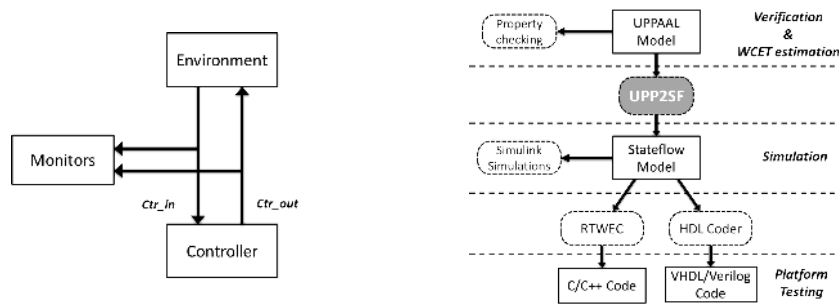 Environment
Monitors
Ctr_in
Ctr_out
Controller
Property
checking
UPPAAL
Model
Verification
&
WCET estimation
UPP2SF
Simulink
Simulations
Stateflow
Model
Simulation
RTWEC
HDL Coder
C/C++ Code
VHDL/Verilog
Code
Platform
Testing